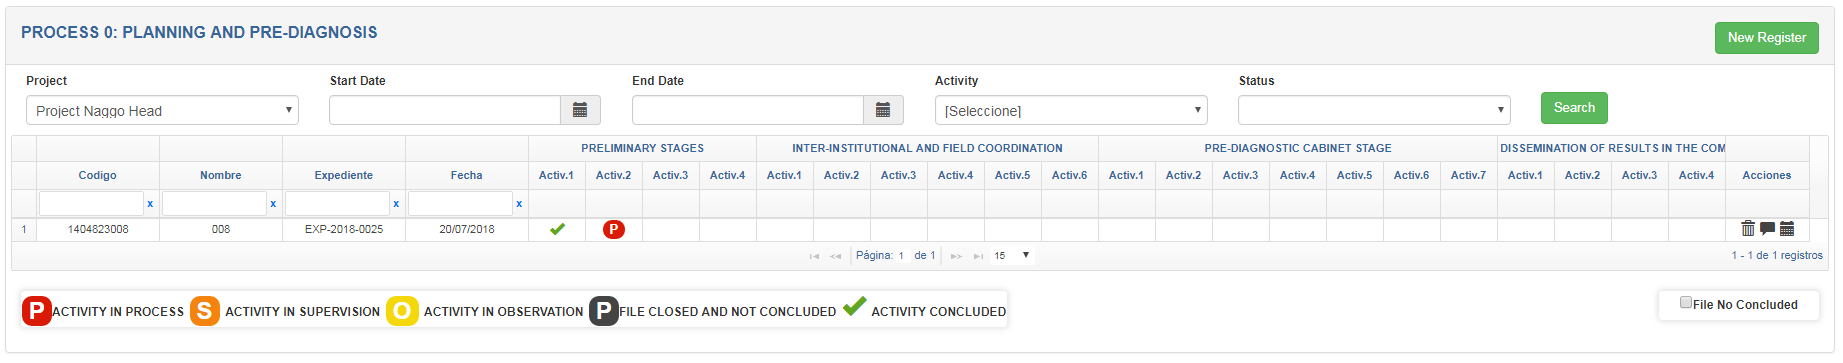 PROCESS 0: PLANNING AND PRE-DIAGNOSIS
New Register
Project Start Date End Date Activity Status
Project Naggo Head [Seleccione] Search
PRELIMINARY STAGES INTER-INSTITUTIONAL AND FIELD COORDINATION PRE-DIAGNOSTIC CABINET STAGE DISSEMINATION OF RESULTS IN THE COM
Codigo Nombre Expediente Fecha Activ.1 Activ.2 Activ.3 Activ.4 Activ.1 Activ.2 Activ.3 Activ.4 Activ.5 Activ.6 Activ.1 Activ.2 Activ.3 Activ.4 Activ.5 Activ.6 Activ.7 Activ.1 Activ.2 Activ.3 Activ.4 Acciones
x x x x
1 1404823008 008 EXP-2018-0025 20/07/2018 P
Página: 1 de 1 15 1 - 1 de 1 registros
P ACTIVITY IN PROCESS S ACTIVITY IN SUPERVISION O ACTIVITY IN OBSERVATION P FILE CLOSED AND NOT CONCLUDED ACTIVITY CONCLUDED File No Concluded